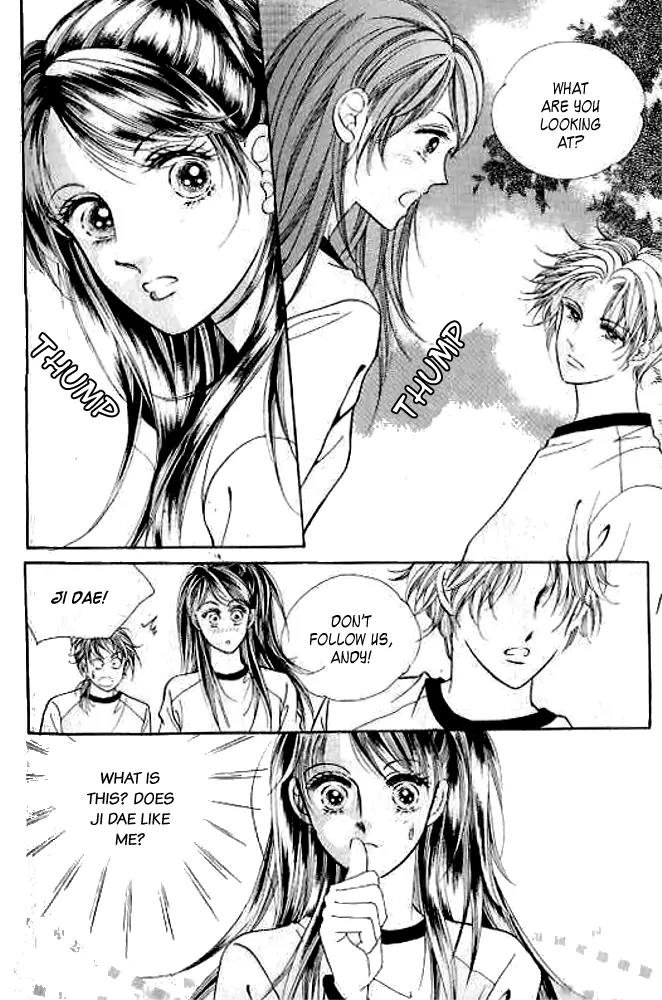 WHAT
ARE YOU
LOOKING
AT?
THUMP
THUMP
JI DAE!
DON'T
FOLLOW US,
ANDY!
WHAT IS
THIS? DOES
JI DAE LIKE
ME?